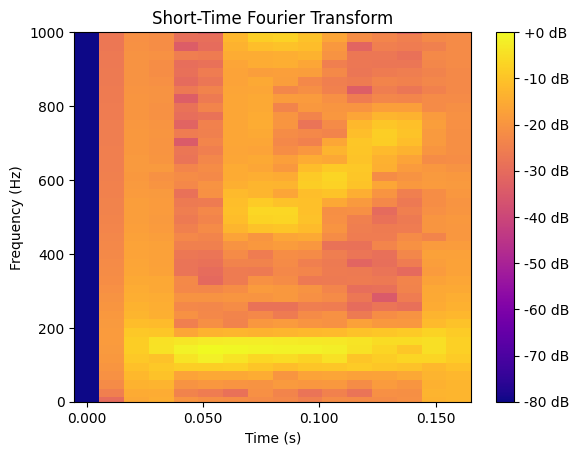 Short-Time Fourier Transform
Frequency (Hz)
1000
800
600
400
200
0
0.000
0.050
0.100
0.150
Time (s)
+0 dB
-10 dB
-20 dB
-30 dB
-40 dB
-50 dB
-60 dB
-70 dB
-80 dB